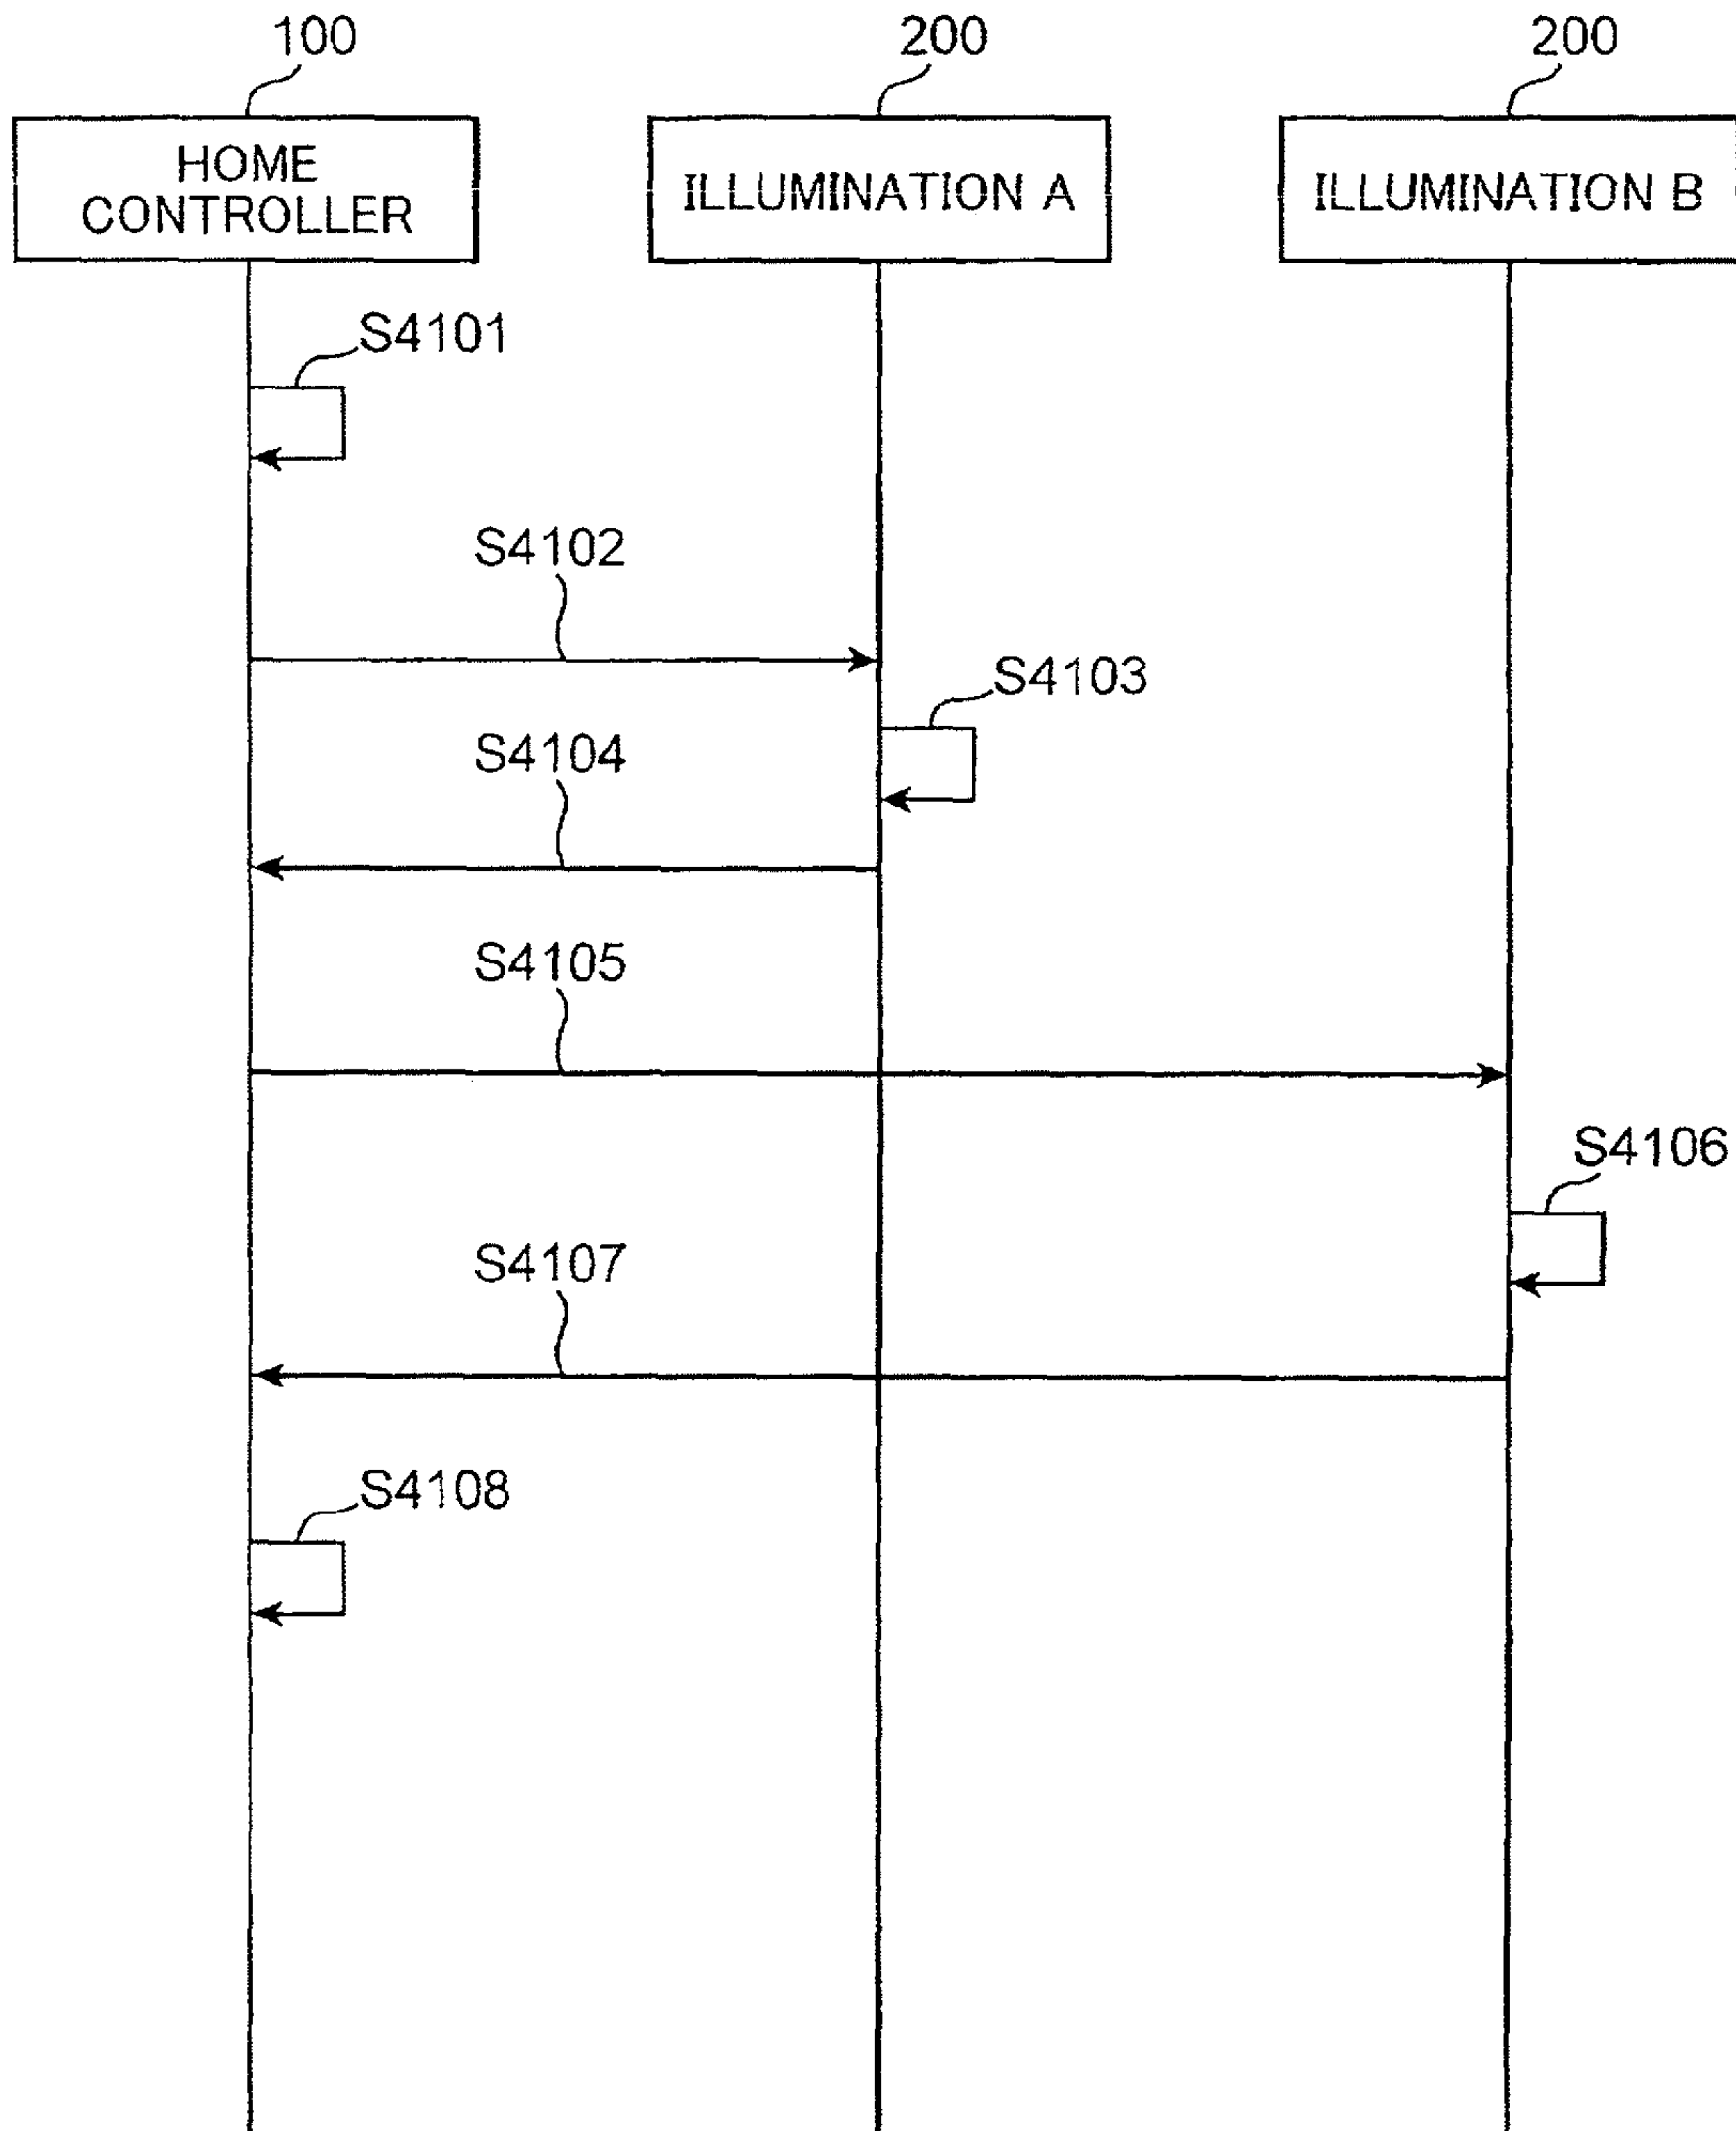 100
200
200
HOME
CONTROLLER
ILLUMINATION A
ILLUMINATION B
S4101
S4102
S4103
S4104
S4105
S4106
S4107
S4108